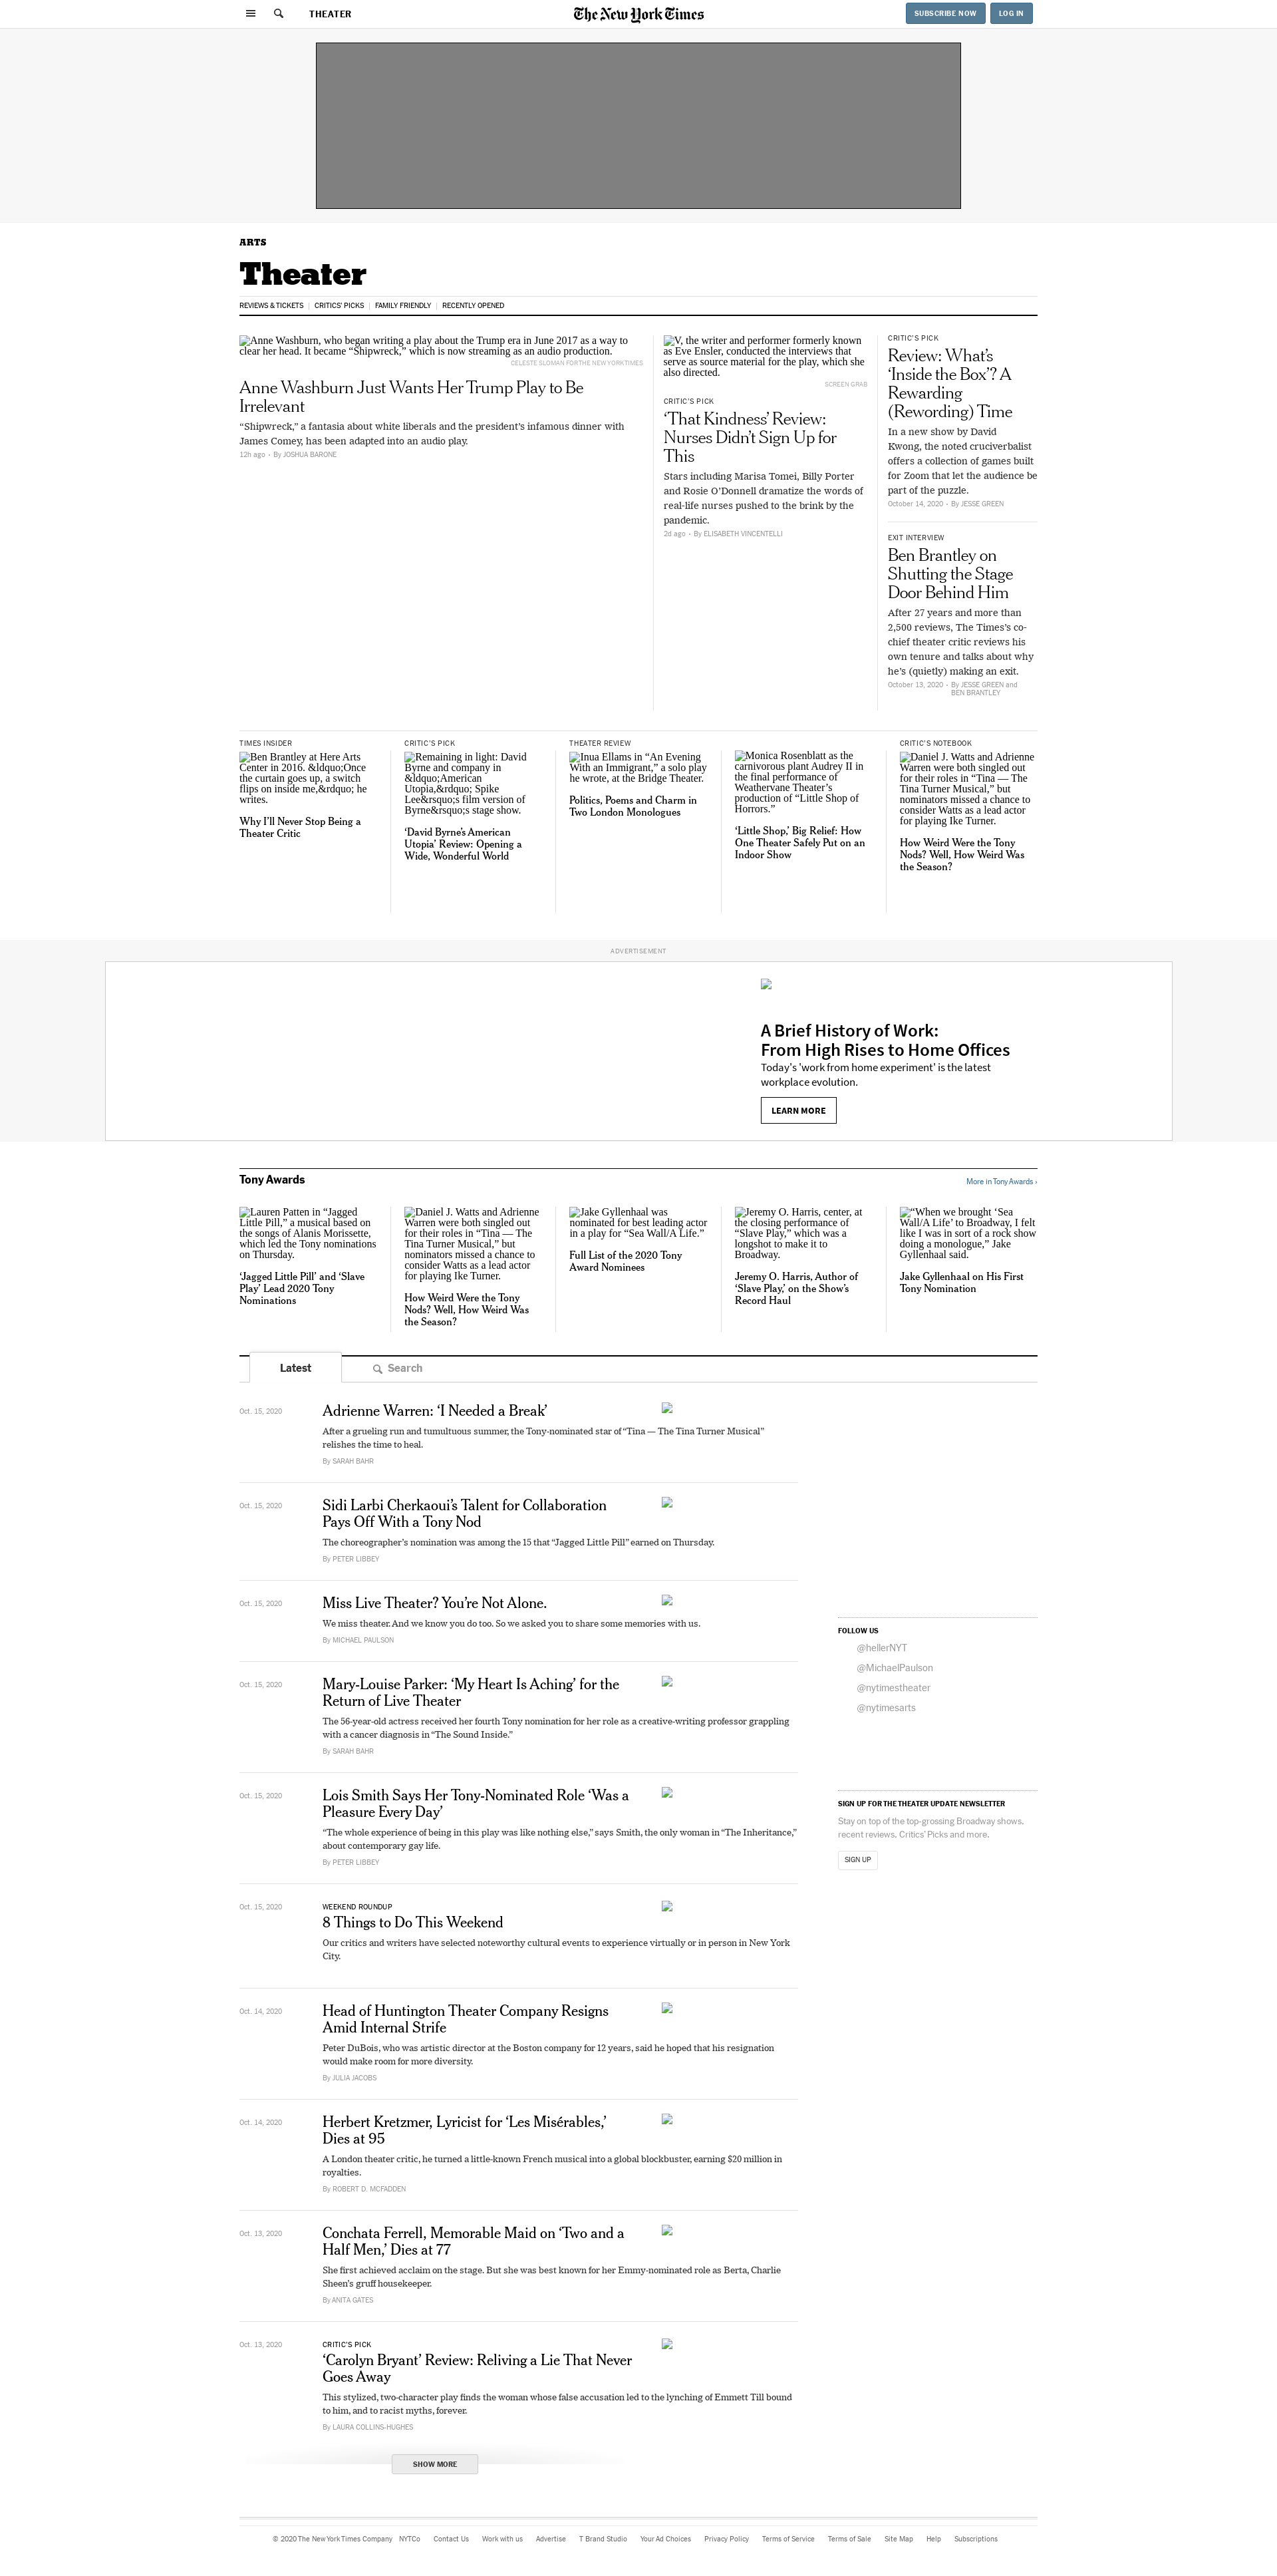 THEATER
The New York Times
SUBSCRIBE NOW
LOG IN
ARTS
Theater
REVIEWS & TICKETS
CRITICS' PICKS
FAMILY FRIENDLY
RECENTLY OPENED
Anne Washburn, who began writing a play about the Trump era in June 2017 as a way to
clear her head. It became “Shipwreck,” which is now streaming as an audio production.
CELESTE SLOMAN FOR THE NEW YORK TIMES
Anne Washburn Just Wants Her Trump Play to Be
Irrelevant
“Shipwreck,” a fantasia about white liberals and the president’s infamous dinner with
James Comey, has been adapted into an audio play.
12h ago - By JOSHUA BARONE
V, the writer and performer formerly known
as Eve Ensler, conducted the interviews that
serve as source material for the play, which she
also directed.
SCREEN GRAB
CRITIC’S PICK
‘That Kindness’ Review:
Nurses Didn’t Sign Up for
This
Stars including Marisa Tomei, Billy Porter
and Rosie O’Donnell dramatize the words of
real-life nurses pushed to the brink by the
pandemic.
2d ago - By ELISABETH VINCENTELLI
CRITIC’S PICK
Review: What’s
‘Inside the Box’? A
Rewarding
(Rewording) Time
In a new show by David
Kwong, the noted cruciverbalist
offers a collection of games built
for Zoom that let the audience be
part of the puzzle.
October 14, 2020 - By JESSE GREEN
EXIT INTERVIEW
Ben Brantley on
Shutting the Stage
Door Behind Him
After 27 years and more than
2,500 reviews, The Times’s co-
chief theater critic reviews his
own tenure and talks about why
he’s (quietly) making an exit.
October 13, 2020 - By JESSE GREEN and
BEN BRANTLEY
TIMES INSIDER
Ben Brantley at Here Arts
Center in 2016. &ldquo;Once
the curtain goes up, a switch
flips on inside me,&rdquo; he
writes.
Why I’ll Never Stop Being a
Theater Critic
CRITIC’S PICK
Remaining in light: David
Byrne and company in
&ldquo;American
Utopia,&rdquo; Spike
Lee&rsquo;s film version of
Byrne&rsquo;s stage show.
‘David Byrne’s American
Utopia’ Review: Opening a
Wide, Wonderful World
THEATER REVIEW
Inua Ellams in “An Evening
With an Immigrant,” a solo play
he wrote, at the Bridge Theater.
Politics, Poems and Charm in
Two London Monologues
Monica Rosenblatt as the
carnivorous plant Audrey II in
the final performance of
Weathervane Theater’s
production of “Little Shop of
Horrors.”
‘Little Shop,’ Big Relief: How
One Theater Safely Put on an
Indoor Show
CRITIC’S NOTEBOOK
Daniel J. Watts and Adrienne
Warren were both singled out
for their roles in “Tina — The
Tina Turner Musical,” but
nominators missed a chance to
consider Watts as a lead actor
for playing Ike Turner.
How Weird Were the Tony
Nods? Well, How Weird Was
the Season?
ADVERTISEMENT
A Brief History of Work:
From High Rises to Home Offices
Today's 'work from home experiment' is the latest
workplace evolution.
LEARN MORE
Tony Awards
More in Tony Awards ›
Lauren Patten in “Jagged
Little Pill,” a musical based on
the songs of Alanis Morissette,
which led the Tony nominations
on Thursday.
‘Jagged Little Pill’ and ‘Slave
Play’ Lead 2020 Tony
Nominations
Daniel J. Watts and Adrienne
Warren were both singled out
for their roles in “Tina — The
Tina Turner Musical,” but
nominators missed a chance to
consider Watts as a lead actor
for playing Ike Turner.
How Weird Were the Tony
Nods? Well, How Weird Was
the Season?
Jake Gyllenhaal was
nominated for best leading actor
in a play for “Sea Wall/A Life.”
Full List of the 2020 Tony
Award Nominees
Jeremy O. Harris, center, at
the closing performance of
“Slave Play,” which was a
longshot to make it to
Broadway.
Jeremy O. Harris, Author of
‘Slave Play,’ on the Show’s
Record Haul
“When we brought ‘Sea
Wall/A Life’ to Broadway, I felt
like I was in sort of a rock show
doing a monologue,” Jake
Gyllenhaal said.
Jake Gyllenhaal on His First
Tony Nomination
Latest
Search
Oct. 15, 2020
Adrienne Warren: ‘I Needed a Break’
After a grueling run and tumultuous summer, the Tony-nominated star of “Tina — The Tina Turner Musical”
relishes the time to heal.
By SARAH BAHR
Oct. 15, 2020
Sidi Larbi Cherkaoui’s Talent for Collaboration
Pays Off With a Tony Nod
The choreographer’s nomination was among the 15 that “Jagged Little Pill” earned on Thursday.
By PETER LIBBEY
Oct. 15, 2020
Miss Live Theater? You’re Not Alone.
We miss theater. And we know you do too. So we asked you to share some memories with us.
By MICHAEL PAULSON
Oct. 15, 2020
Mary-Louise Parker: ‘My Heart Is Aching’ for the
Return of Live Theater
The 56-year-old actress received her fourth Tony nomination for her role as a creative-writing professor grappling
with a cancer diagnosis in “The Sound Inside.”
By SARAH BAHR
Oct. 15, 2020
Lois Smith Says Her Tony-Nominated Role ‘Was a
Pleasure Every Day’
“The whole experience of being in this play was like nothing else,” says Smith, the only woman in “The Inheritance,”
about contemporary gay life.
By PETER LIBBEY
Oct. 15, 2020
WEEKEND ROUNDUP
8 Things to Do This Weekend
Our critics and writers have selected noteworthy cultural events to experience virtually or in person in New York
City.
Oct. 14, 2020
Head of Huntington Theater Company Resigns
Amid Internal Strife
Peter DuBois, who was artistic director at the Boston company for 12 years, said he hoped that his resignation
would make room for more diversity.
By JULIA JACOBS
Oct. 14, 2020
Herbert Kretzmer, Lyricist for ‘Les Misérables,’
Dies at 95
A London theater critic, he turned a little-known French musical into a global blockbuster, earning $20 million in
royalties.
By ROBERT D. MCFADDEN
Oct. 13, 2020
Conchata Ferrell, Memorable Maid on ‘Two and a
Half Men,’ Dies at 77
She first achieved acclaim on the stage. But she was best known for her Emmy-nominated role as Berta, Charlie
Sheen’s gruff housekeeper.
By ANITA GATES
Oct. 13, 2020
CRITIC’S PICK
‘Carolyn Bryant’ Review: Reliving a Lie That Never
Goes Away
This stylized, two-character play finds the woman whose false accusation led to the lynching of Emmett Till bound
to him, and to racist myths, forever.
By LAURA COLLINS-HUGHES
SHOW MORE
FOLLOW US
@hellerNYT
@MichaelPaulson
@nytimestheater
@nytimesarts
SIGN UP FOR THE THEATER UPDATE NEWSLETTER
Stay on top of the top-grossing Broadway shows,
recent reviews, Critics’ Picks and more.
SIGN UP
© 2020 The New York Times Company
NYTCo
Contact Us
Work with us
Advertise
T Brand Studio
Your Ad Choices
Privacy Policy
Terms of Service
Terms of Sale
Site Map
Help
Subscriptions